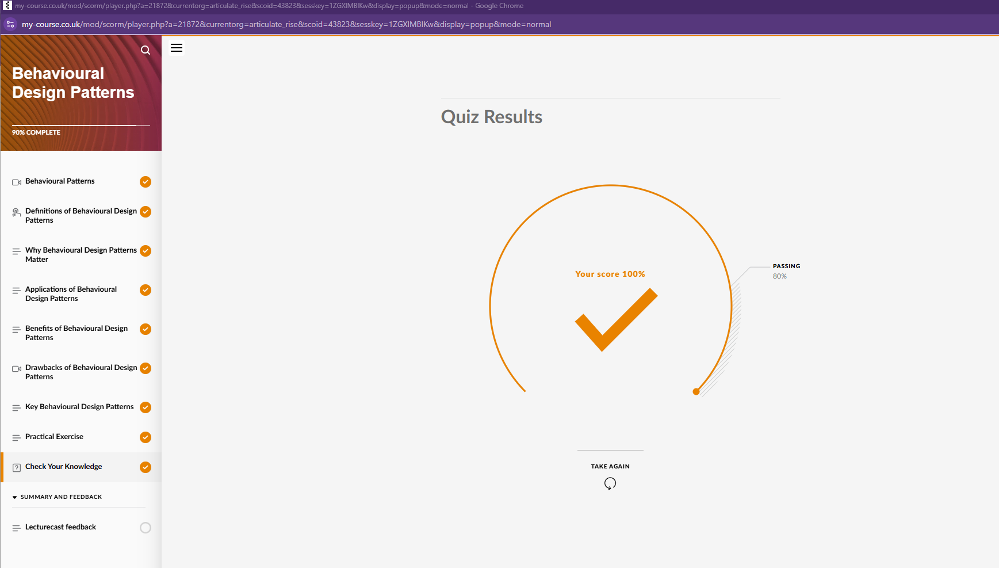 my-course.co.uk/mod/scorm/player.php?a=21872&currentorg=articulate_rise&scoid=43823&sesskey=1ZGXIMBIKw&display=popup&mode=normal - Google Chrome
my-course.co.uk/mod/scorm/player.php?a=21872&currentorg=articulate_rise&scoid=43823&sesskey=1ZGXIMBIKw&display=popup&mode=normal
Behavioural
Design Patterns
90% COMPLETE
Behavioural Patterns
Definitions of Behavioural Design
Patterns
Why Behavioural Design Patterns
Matter
Applications of Behavioural
Design Patterns
Benefits of Behavioural Design
Patterns
Drawbacks of Behavioural Design
Patterns
Key Behavioural Design Patterns
Practical Exercise
Check Your Knowledge
SUMMARY AND FEEDBACK
Lecturecast feedback
Quiz Results
Your score 100%
PASSING
80%
TAKE AGAIN